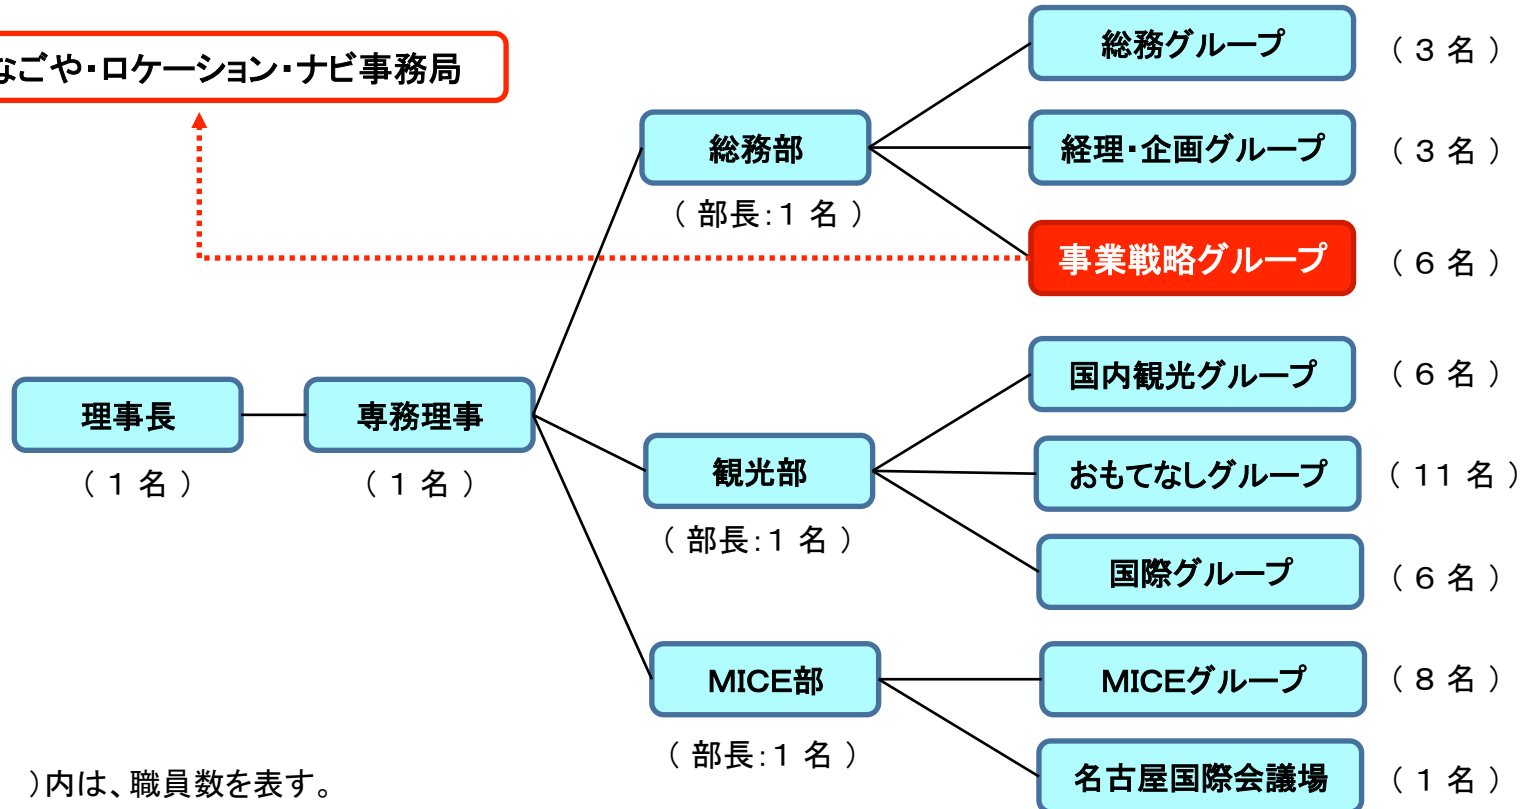 なごや・ロケーション・ナビ事務局
総務グループ
（３名）
総務部
（部長：１名）
経理・企画グループ
（３名）
事業戦略グループ
（６名）
理事長
（１名）
専務理事
（１名）
観光部
（部長：１名）
国内観光グループ
（６名）
おもてなしグループ
（11名）
国際グループ
（６名）
MICE部
（部長：１名）
MICEグループ
（８名）
名古屋国際会議場
（１名）
）内は、職員数を表す。